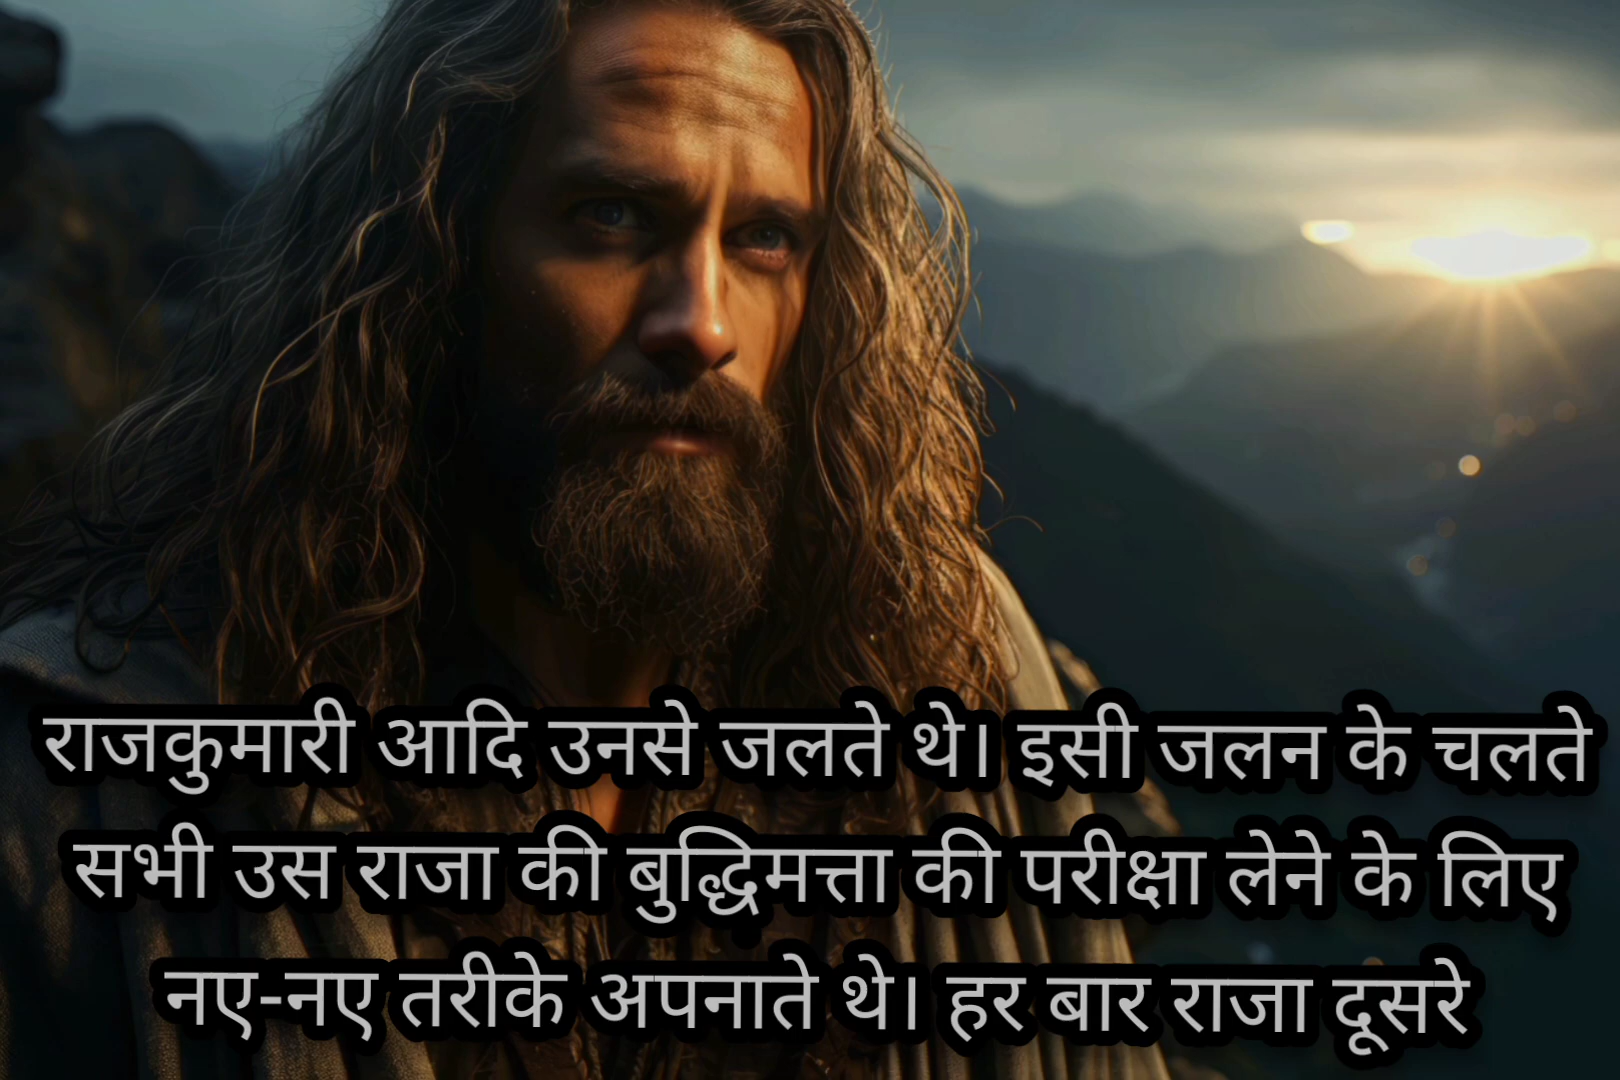 राजकुमारी आदि उनसे जलते थे। इसी जलन के चलते
सभी उस राजा की बुद्धिमत्ता की परीक्षा लेने के लिए
नए-नए तरीके अपनाते थे। हर बार राजा दूसरे